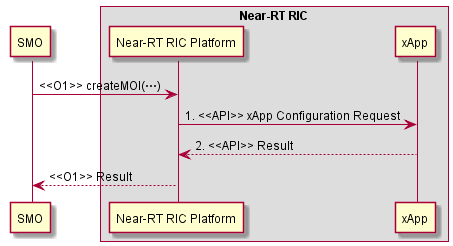 Near-RT RIC
SMO
Near-RT RIC Platform
xApp
<<O1>> createMOI(···)
1. <<API>> xApp Configuration Request
2. <<API>> Result
<<O1>> Result
SMO
Near-RT RIC Platform
xApp